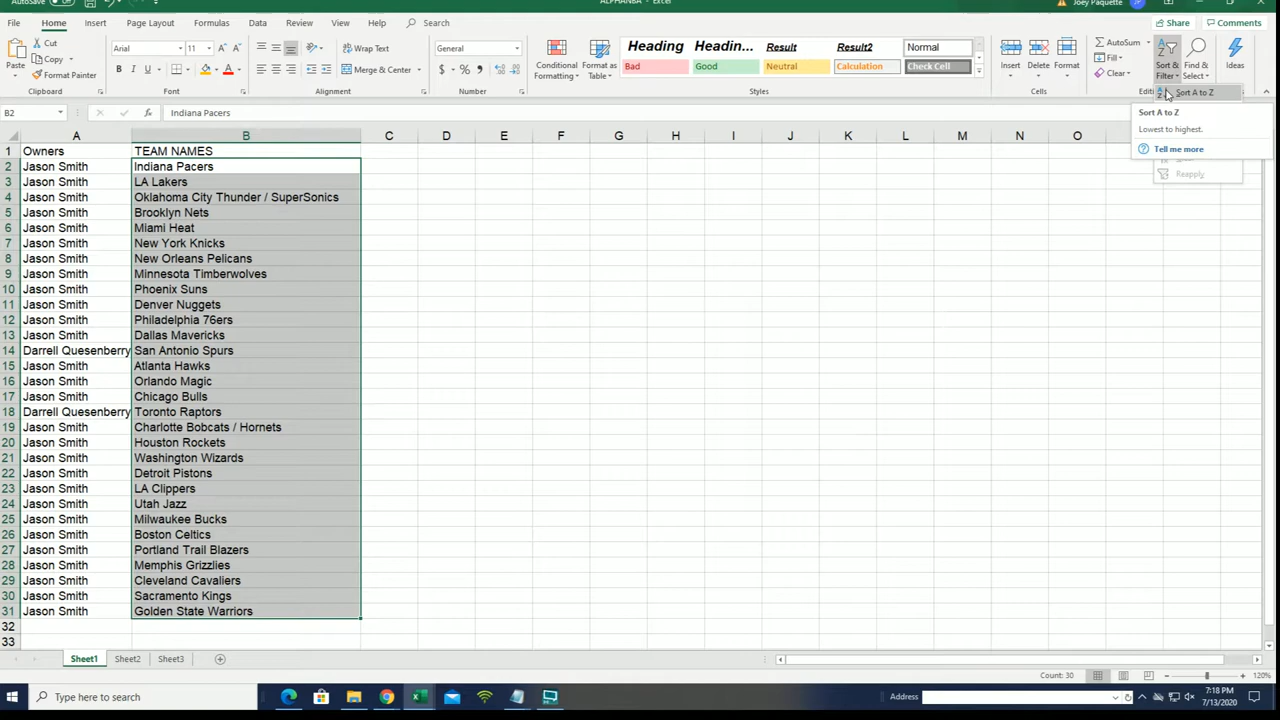 AutoSave
ALPHANBA - Excel
Joey Paquette
File Home Insert Page Layout Formulas Data Review View Help Search Share Comments
Paste Cut Copy Format Painter Clipboard
Arial 11 B I U A Font
Wrap Text Merge & Center Alignment
General $ % Number
Conditional Formatting Format as Table
Heading Headin... Result Result2 Normal
Bad Good Neutral Calculation Check Cell
Styles
Insert Delete Format Cells
AutoSum Fill Clear Sort & Filter Find & Select Ideas
Sort A to Z
Sort A to Z
Lowest to highest.
Tell me more
Reapply
B2 fx Indiana Pacers
A B C D E F G H I J K L M N O
1 Owners TEAM NAMES
2 Jason Smith Indiana Pacers
3 Jason Smith LA Lakers
4 Jason Smith Oklahoma City Thunder / SuperSonics
5 Jason Smith Brooklyn Nets
6 Jason Smith Miami Heat
7 Jason Smith New York Knicks
8 Jason Smith New Orleans Pelicans
9 Jason Smith Minnesota Timberwolves
10 Jason Smith Phoenix Suns
11 Jason Smith Denver Nuggets
12 Jason Smith Philadelphia 76ers
13 Jason Smith Dallas Mavericks
14 Darrell Quesenberry San Antonio Spurs
15 Jason Smith Atlanta Hawks
16 Jason Smith Orlando Magic
17 Jason Smith Chicago Bulls
18 Darrell Quesenberry Toronto Raptors
19 Jason Smith Charlotte Bobcats / Hornets
20 Jason Smith Houston Rockets
21 Jason Smith Washington Wizards
22 Jason Smith Detroit Pistons
23 Jason Smith LA Clippers
24 Jason Smith Utah Jazz
25 Jason Smith Milwaukee Bucks
26 Jason Smith Boston Celtics
27 Jason Smith Portland Trail Blazers
28 Jason Smith Memphis Grizzlies
29 Jason Smith Cleveland Cavaliers
30 Jason Smith Sacramento Kings
31 Jason Smith Golden State Warriors
32
33
Sheet1 Sheet2 Sheet3
Count: 30 120%
Type here to search Address 7:18 PM
7/13/2020